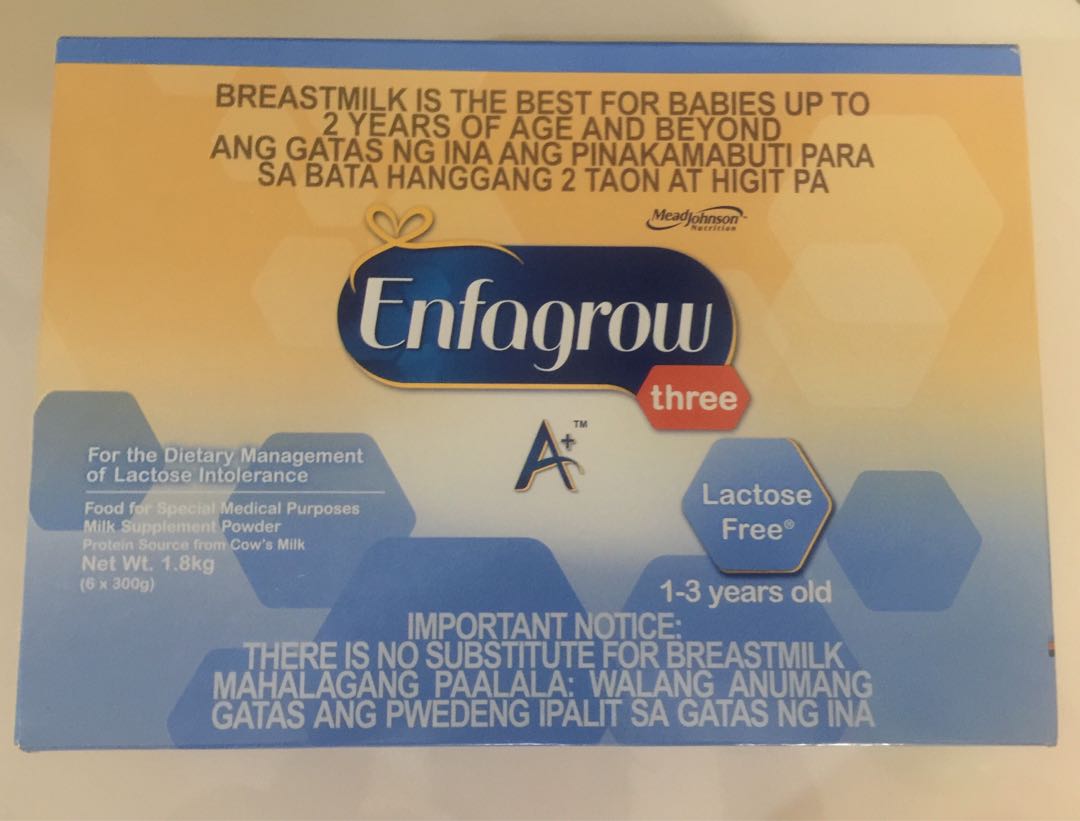 BREASTMILK IS THE BEST FOR BABIES UP TO
2 YEARS OF AGE AND BEYOND
ANG GATAS NG INA ANG PINAKAMABUTI PARA
SA BATA HANGGANG 2 TAON AT HIGIT PA
MeadJohnson™
Nutrition
Enfagrow
three
A+™
For the Dietary Management
of Lactose Intolerance
Food for Special Medical Purposes
Milk Supplement Powder
Protein Source from Cow's Milk
Net Wt. 1.8kg
(6 x 300g)
Lactose
Free®
1-3 years old
IMPORTANT NOTICE:
THERE IS NO SUBSTITUTE FOR BREASTMILK
MAHALAGANG PAALALA: WALANG ANUMANG
GATAS ANG PWEDENG IPALIT SA GATAS NG INA